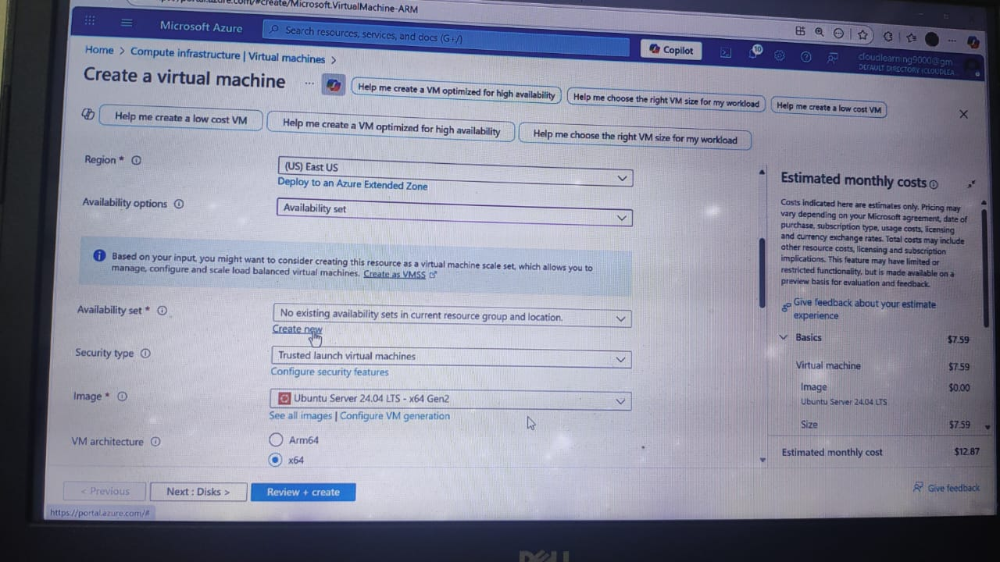 portal.azure.com/#create/Microsoft.VirtualMachine-ARM
Microsoft Azure
Search resources, services, and docs (G+/)
Copilot
10
cloudlearning9000@gm...
DEFAULT DIRECTORY (CLOUDLEA...
Home > Compute infrastructure | Virtual machines >
Create a virtual machine
...
Help me create a VM optimized for high availability
Help me choose the right VM size for my workload
Help me create a low cost VM
Help me create a low cost VM
Help me create a VM optimized for high availability
Help me choose the right VM size for my workload
Region *
(US) East US
Deploy to an Azure Extended Zone
Availability options
Availability set
Based on your input, you might want to consider creating this resource as a virtual machine scale set, which allows you to
manage, configure and scale load balanced virtual machines. Create as VMSS
Availability set *
No existing availability sets in current resource group and location.
Create new
Security type
Trusted launch virtual machines
Configure security features
Image *
Ubuntu Server 24.04 LTS - x64 Gen2
See all images | Configure VM generation
VM architecture
Arm64
x64
< Previous
Next : Disks >
Review + create
https://portal.azure.com/#
Estimated monthly costs
Costs indicated here are estimates only. Pricing may
vary depending on your Microsoft agreement, date of
purchase, subscription type, usage costs, licensing
and currency exchange rates. Total costs may include
other resource costs, licensing and subscription
implications. This feature may have limited or
restricted functionality, but is made available on a
preview basis for evaluation and feedback.
Give feedback about your estimate
experience
Basics $7.59
Virtual machine $7.59
Image $0.00
Ubuntu Server 24.04 LTS
Size $7.59
Estimated monthly cost $12.87
Give feedback
DELL